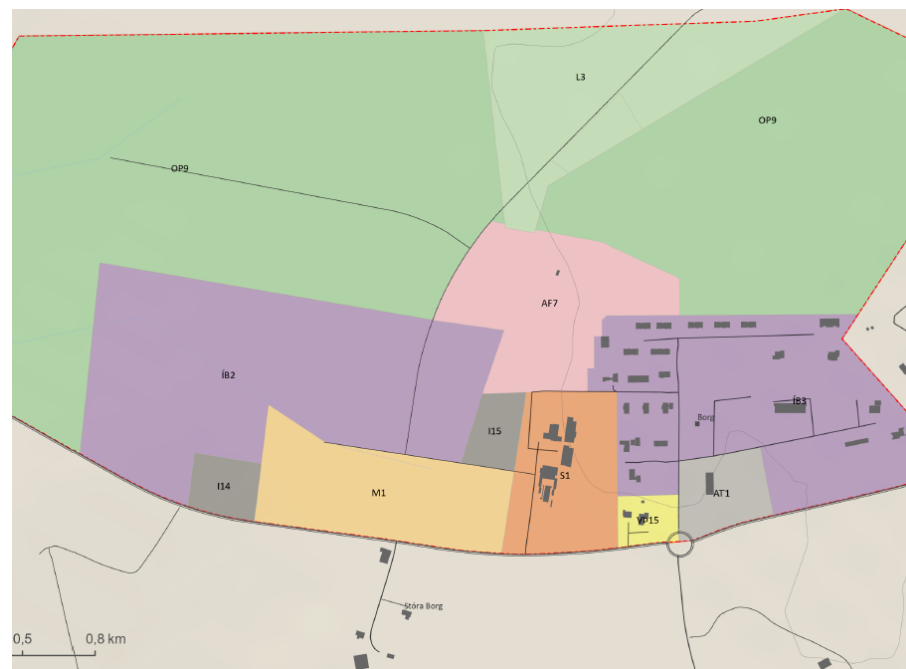 L3
OP9
OP9
AF7
ÍB2
ÍB3
Borg
I15
S1
I14
M1
AT1
VÞ15
Stóra Borg
0,5
0,8 km